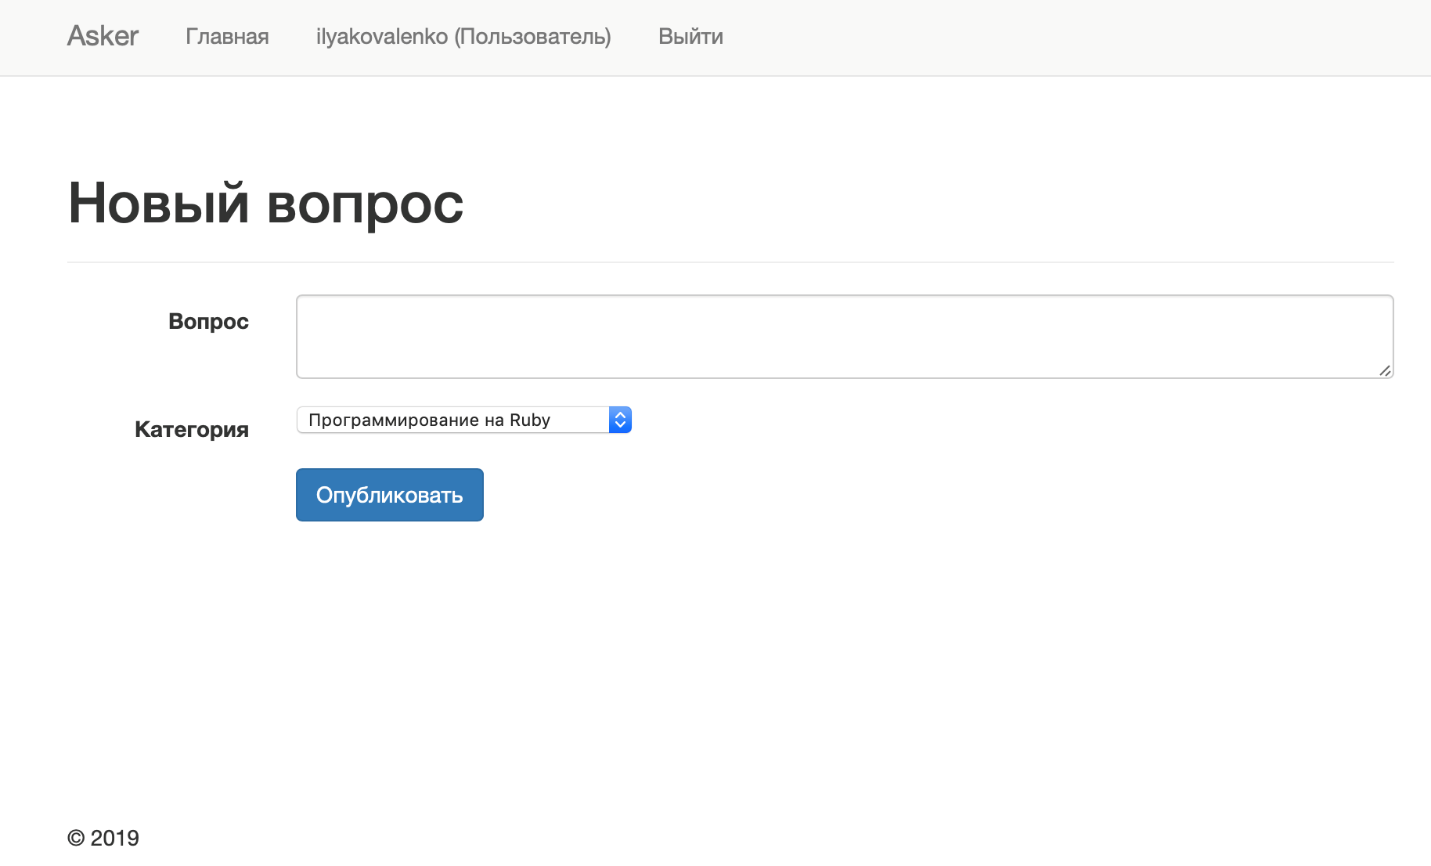 Asker Главная ilyakovalenko (Пользователь) Выйти
Новый вопрос
Вопрос
Категория Программирование на Ruby
Опубликовать
© 2019